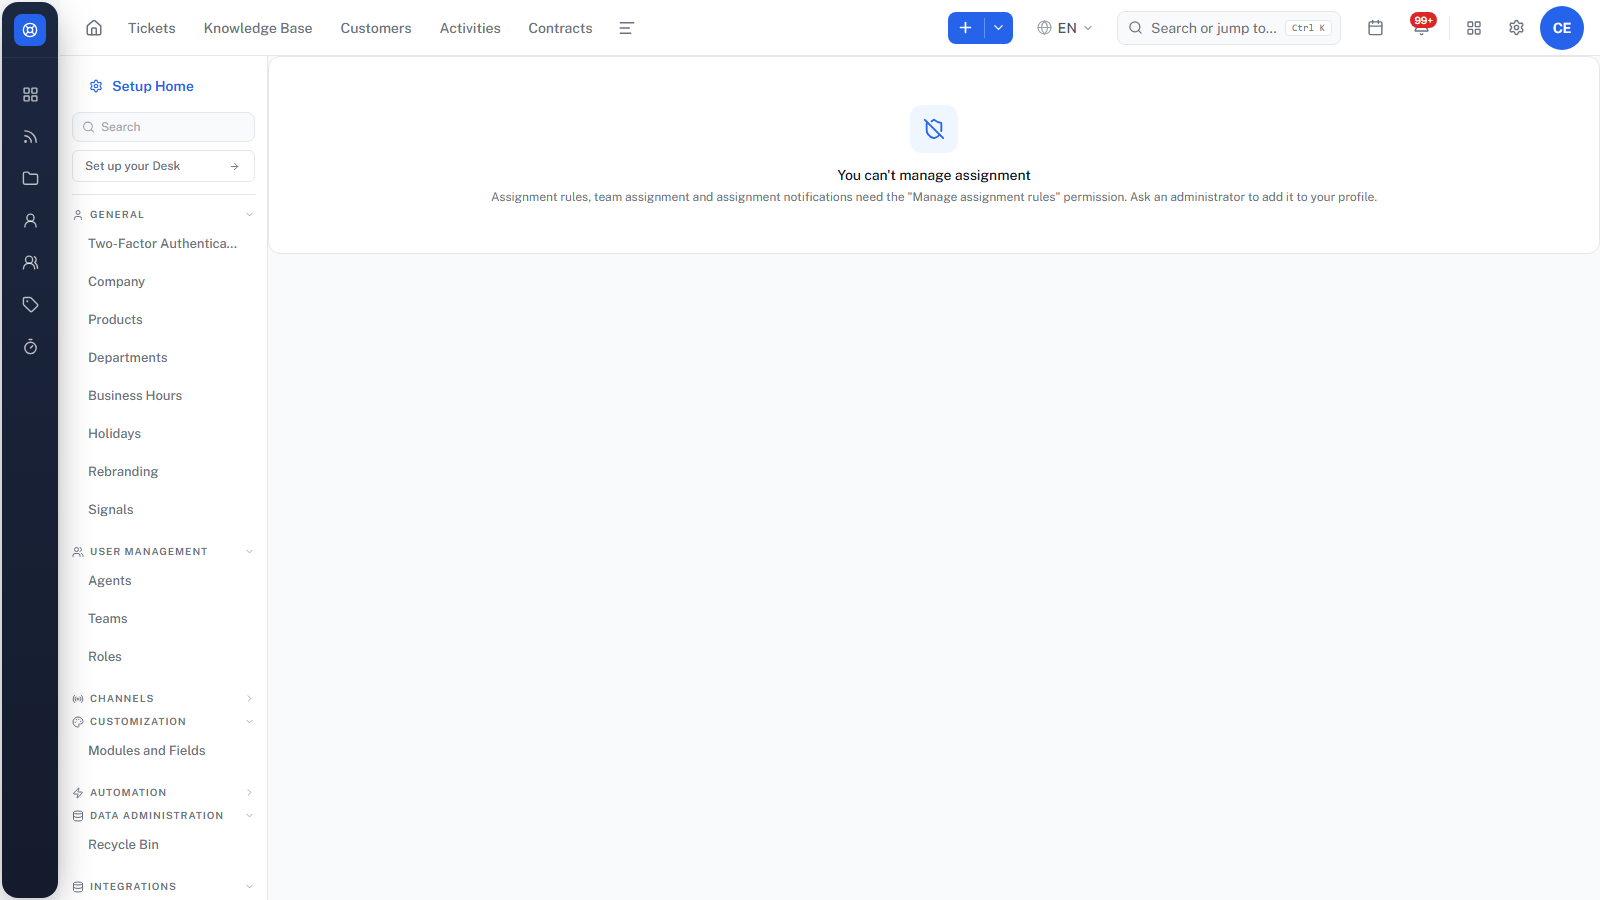 Tickets
Knowledge Base
Customers
Activities
Contracts
EN
Search or jump to...
Ctrl K
99+
CE
Setup Home
Search
Set up your Desk
GENERAL
Two-Factor Authentica...
Company
Products
Departments
Business Hours
Holidays
Rebranding
Signals
USER MANAGEMENT
Agents
Teams
Roles
CHANNELS
CUSTOMIZATION
Modules and Fields
AUTOMATION
DATA ADMINISTRATION
Recycle Bin
INTEGRATIONS
You can't manage assignment
Assignment rules, team assignment and assignment notifications need the "Manage assignment rules" permission. Ask an administrator to add it to your profile.